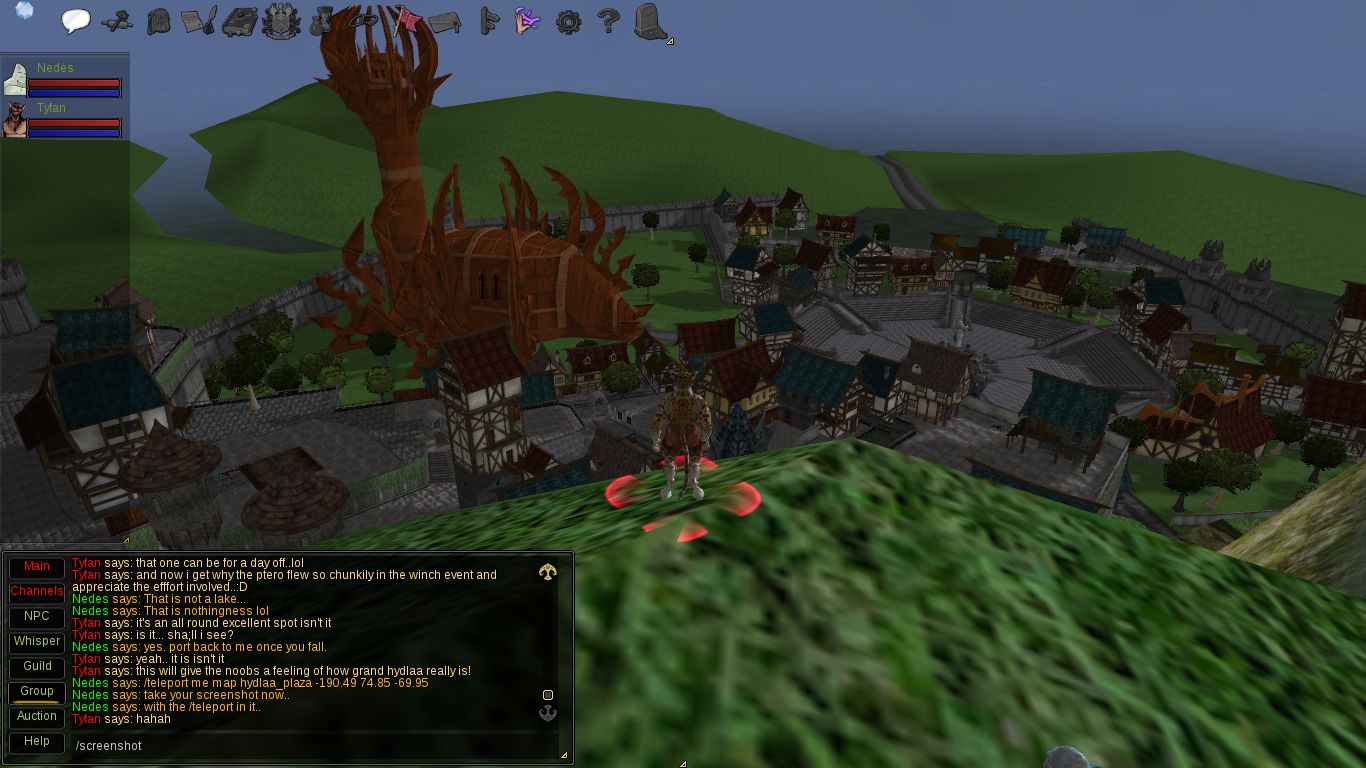 Nedes
Tyfan
Main
Channels
NPC
Whisper
Guild
Group
Auction
Help
Tyfan says: that one can be for a day off..lol
Tyfan says: and now i get why the ptero flew so chunkily in the winch event and
appreciate the efffort involved..:D
Nedes says: That is not a lake...
Nedes says: That is nothingness lol
Tyfan says: it's an all round excellent spot isn't it
Tyfan says: is it... sha;ll i see?
Nedes says: yes. port back to me once you fall.
Tyfan says: yeah.. it is isn't it
Tyfan says: this will give the noobs a feeling of how grand hydlaa really is!
Nedes says: /teleport me map hydlaa_plaza -190.49 74.85 -69.95
Nedes says: take your screenshot now..
Nedes says: with the /teleport in it..
Tyfan says: hahah
/screenshot